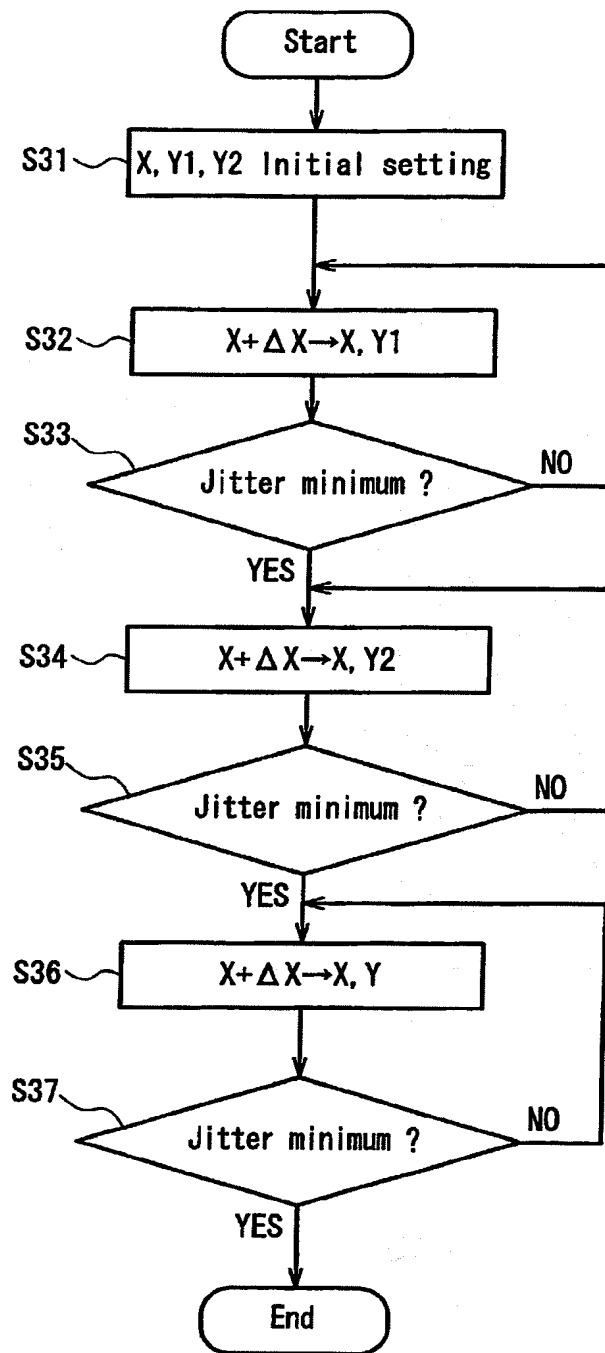 Start
S31
X, Y1, Y2 Initial setting
S32
X+ΔX→X, Y1
S33
Jitter minimum ?
NO
YES
S34
X+ΔX→X, Y2
S35
Jitter minimum ?
NO
YES
S36
X+ΔX→X, Y
S37
Jitter minimum ?
NO
YES
End